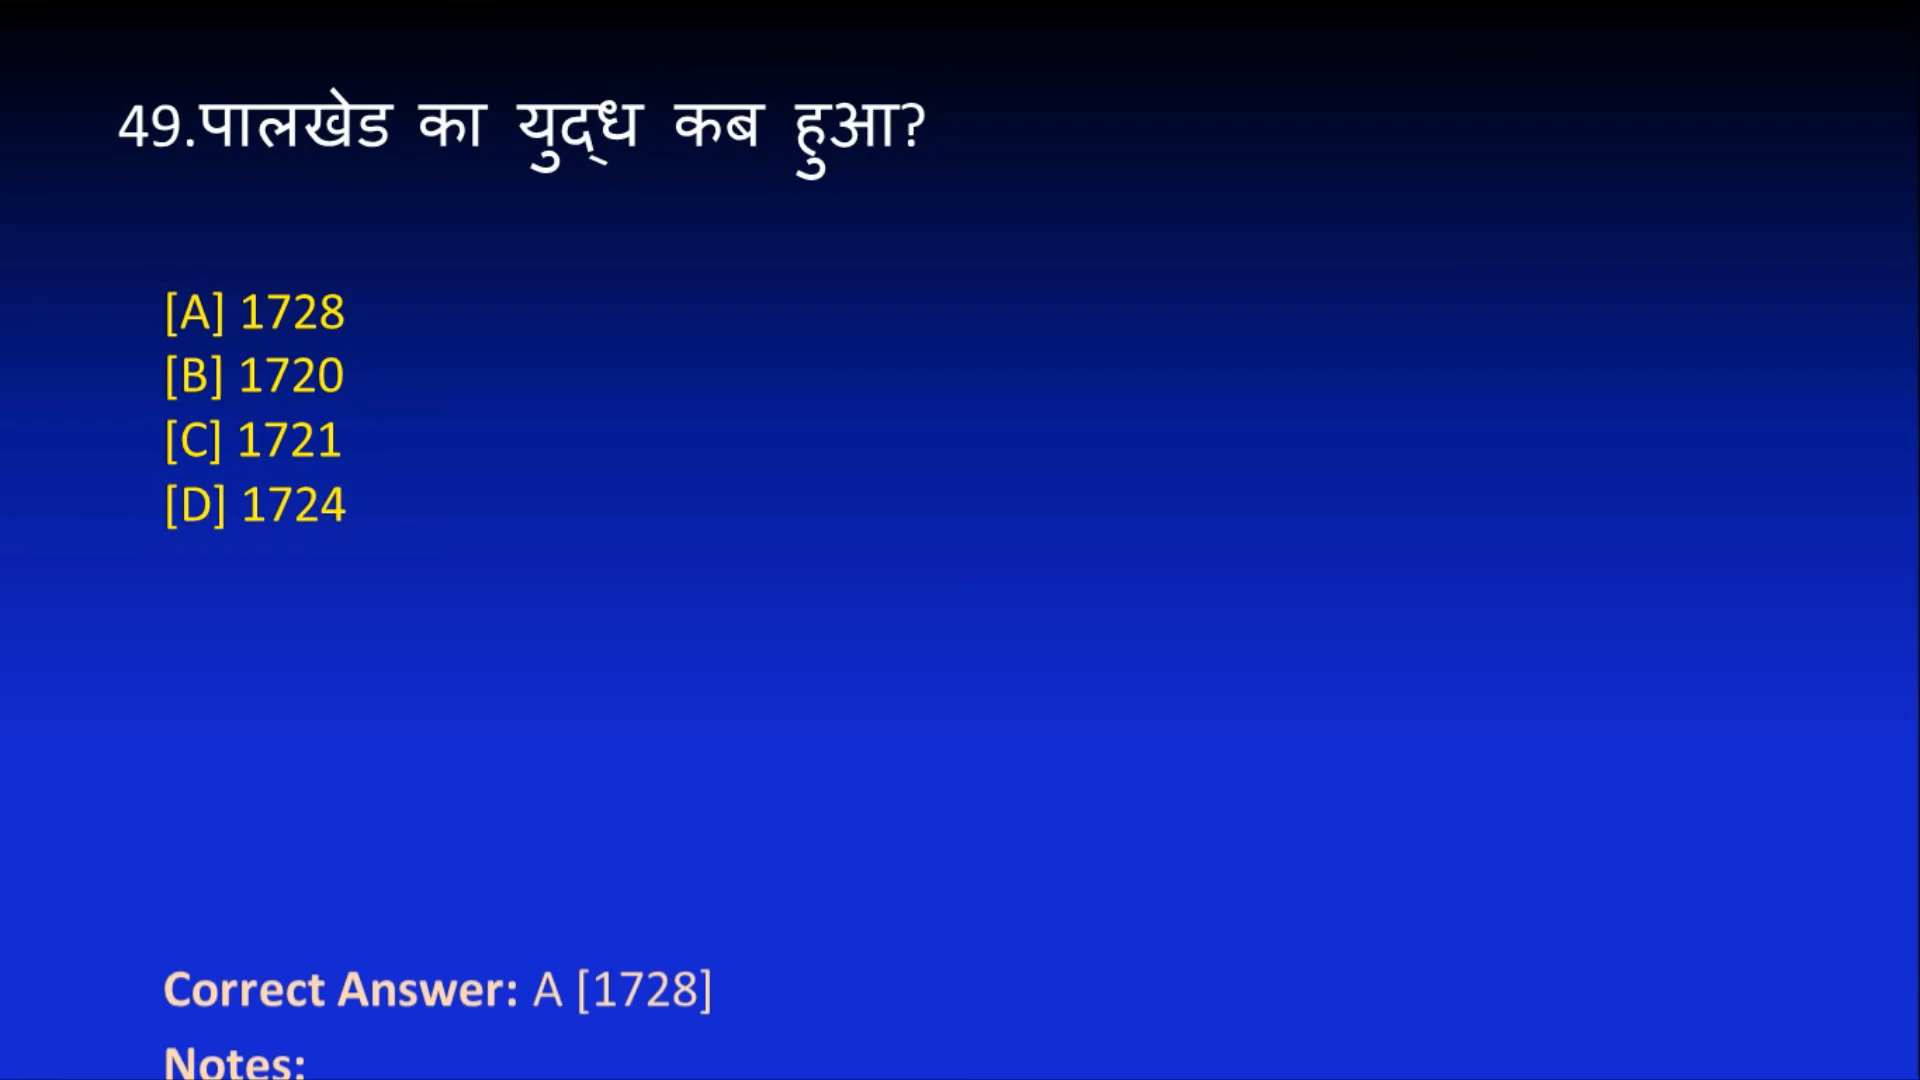 49.पालखेड का युद्‌ध कब हुआ?
[A] 1728
[B] 1720
[C] 1721
[D] 1724
Correct Answer: A [1728]
Notes: